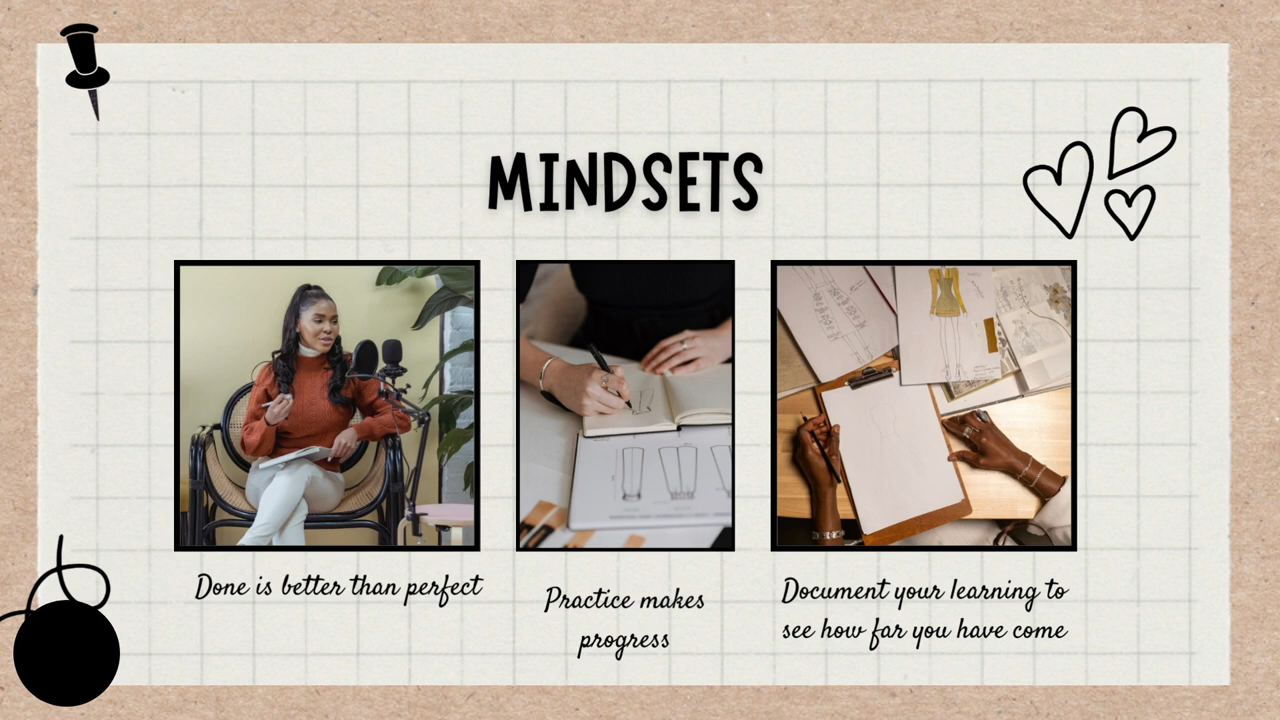 MINDSETS
Done is better than perfect
Practice makes
progress
Document your learning to
see how far you have come